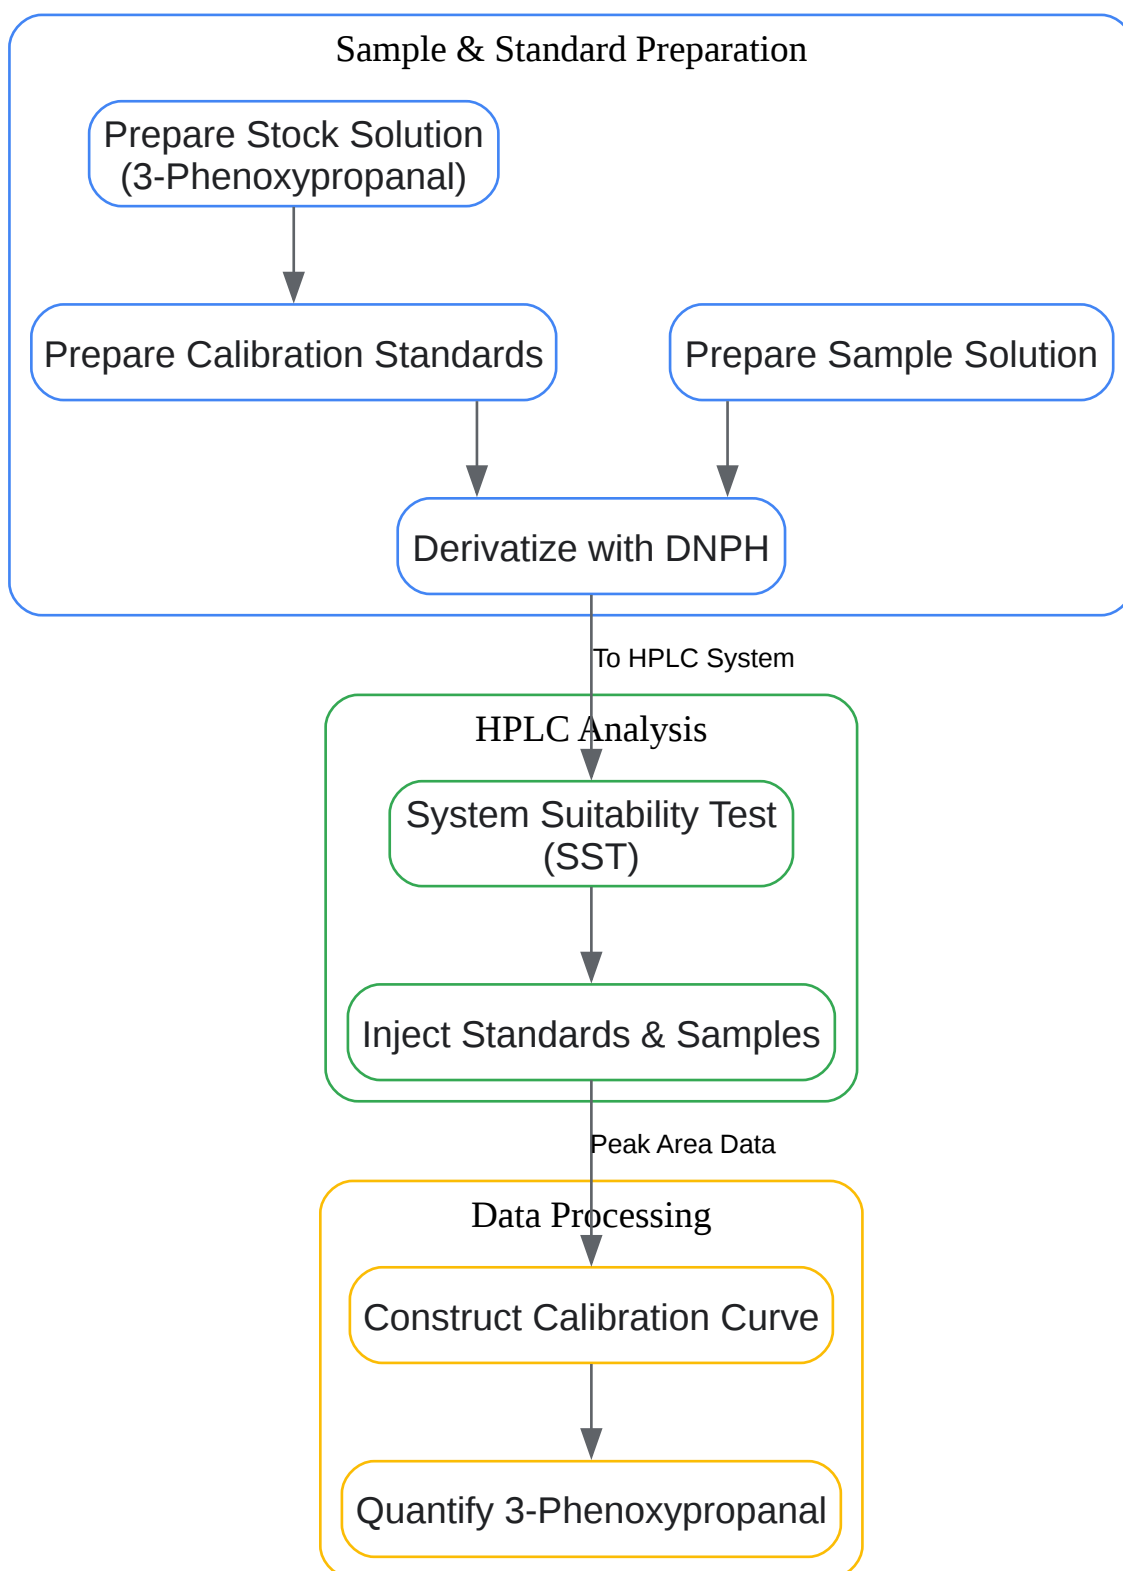 Sample & Standard Preparation
Prepare Stock Solution
(3-Phenoxypropanal)
Prepare Calibration Standards
Prepare Sample Solution
Derivatize with DNPH
To HPLC System
HPLC Analysis
System Suitability Test
(SST)
Inject Standards & Samples
Peak Area Data
Data Processing
Construct Calibration Curve
Quantify 3-Phenoxypropanal